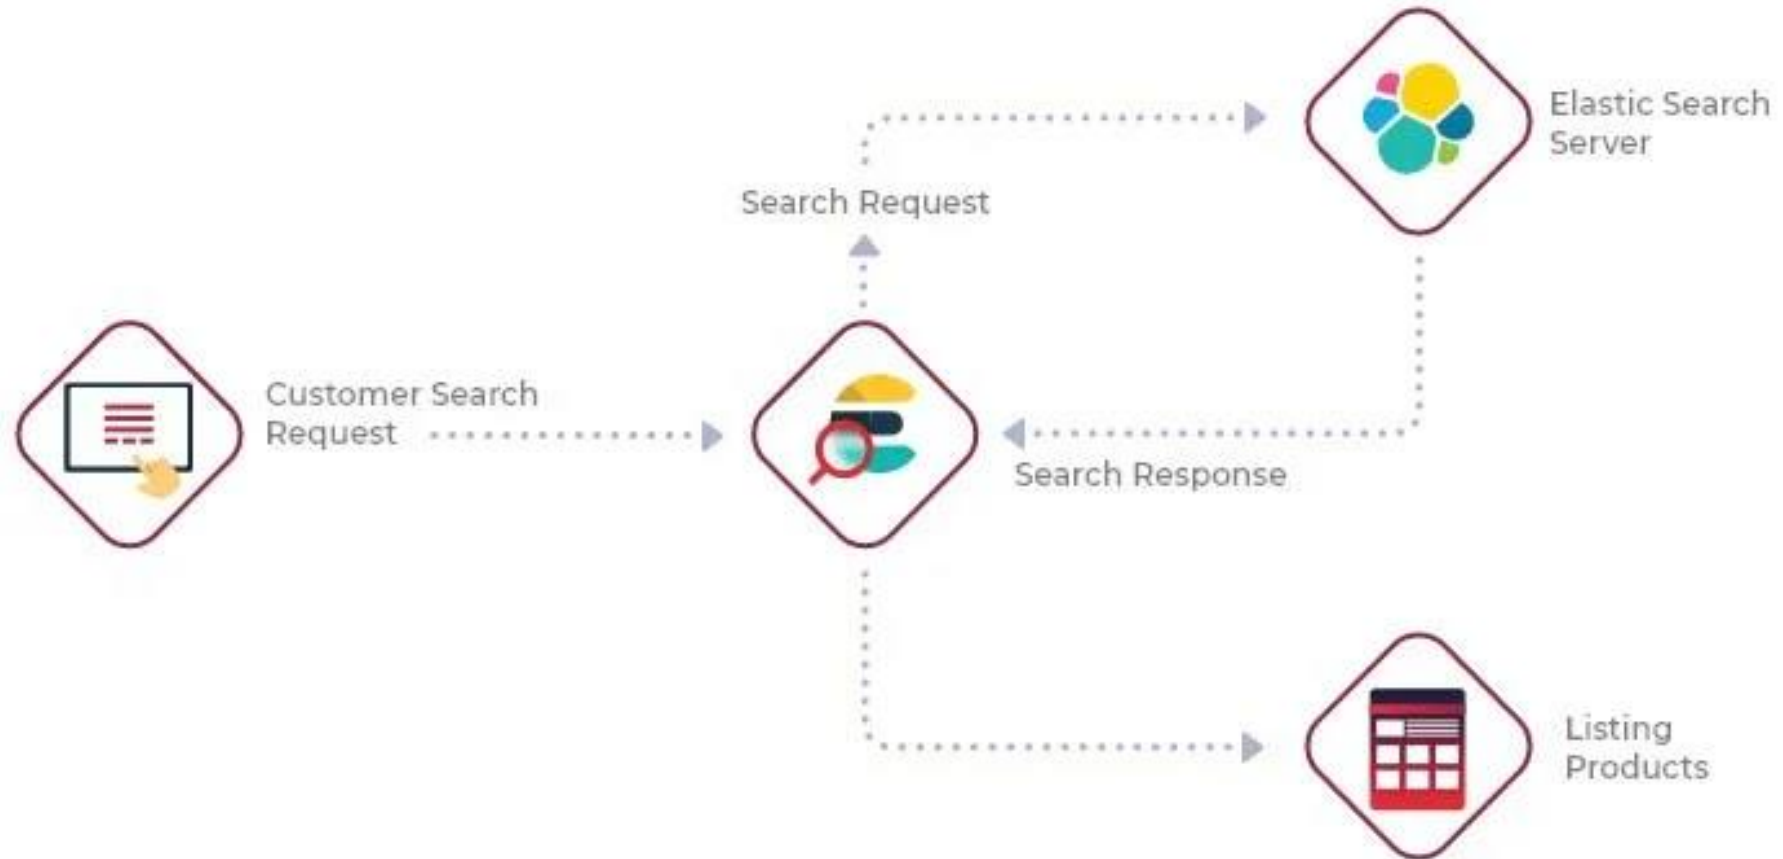 Elastic Search
Server
Search Request
Customer Search
Request
Search Response
Listing
Products